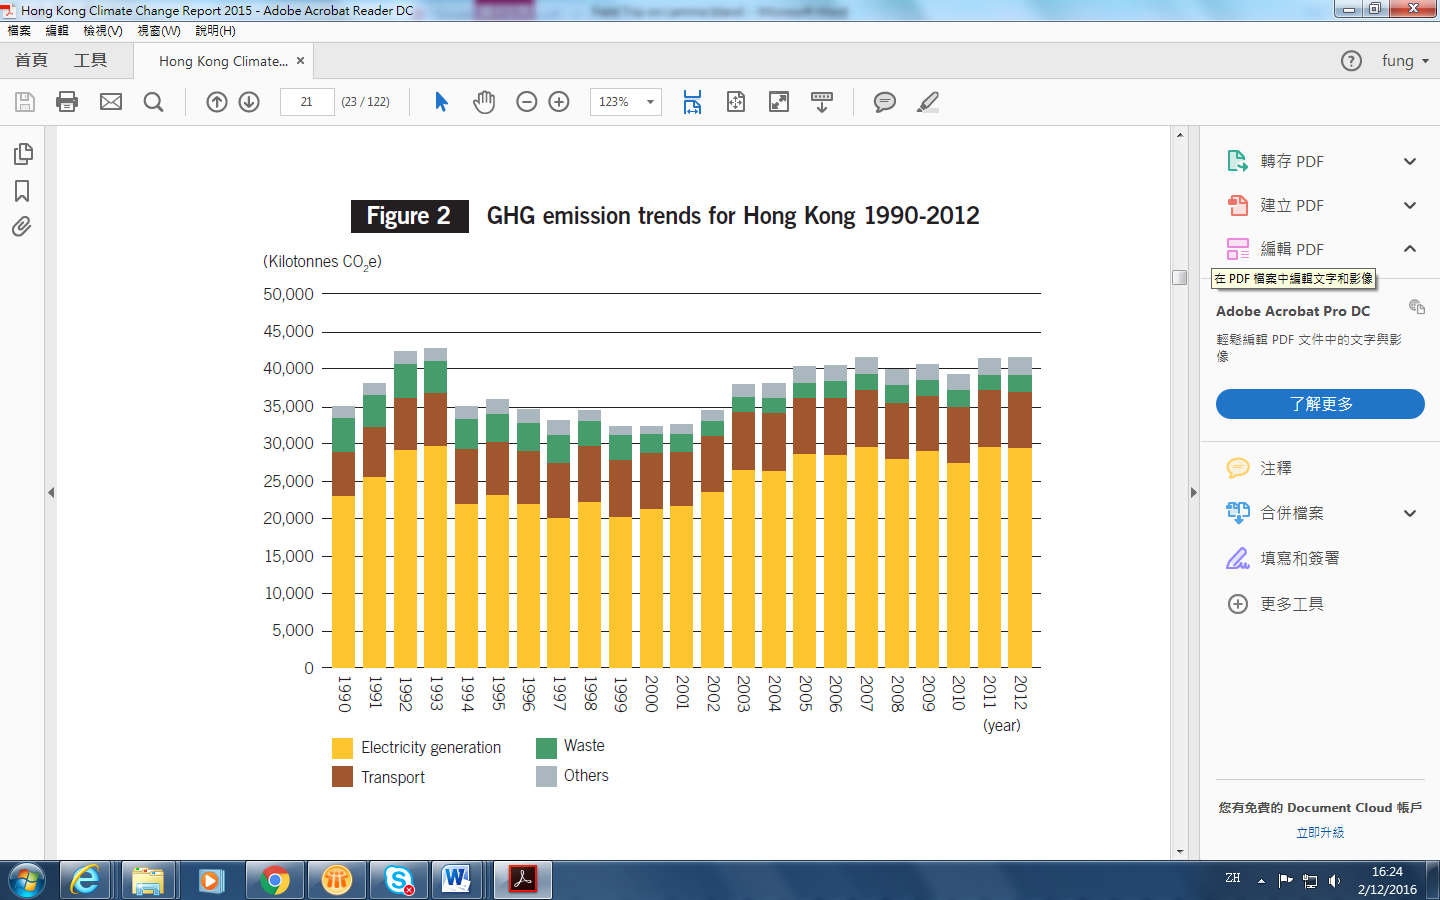 Hong Kong Climate Change Report 2015 - Adobe Acrobat Reader DC
檔案 編輯 檢視(V) 視窗(W) 說明(H)
首頁 工具 Hong Kong Climate... × fung
21 (23 / 122) 123%
Figure 2 GHG emission trends for Hong Kong 1990-2012
(Kilotonnes CO2e)
50,000
45,000
40,000
35,000
30,000
25,000
20,000
15,000
10,000
5,000
0
1990 1991 1992 1993 1994 1995 1996 1997 1998 1999 2000 2001 2002 2003 2004 2005 2006 2007 2008 2009 2010 2011 2012
(year)
Electricity generation
Waste
Transport
Others
轉存 PDF
建立 PDF
編輯 PDF
在 PDF 檔案中編輯文字和影像
Adobe Acrobat Pro DC
輕鬆編輯 PDF 文件中的文字與影
像
了解更多
注釋
合併檔案
填寫和簽署
更多工具
您有免費的 Document Cloud 帳戶
立即升級
ZH
16:24
2/12/2016